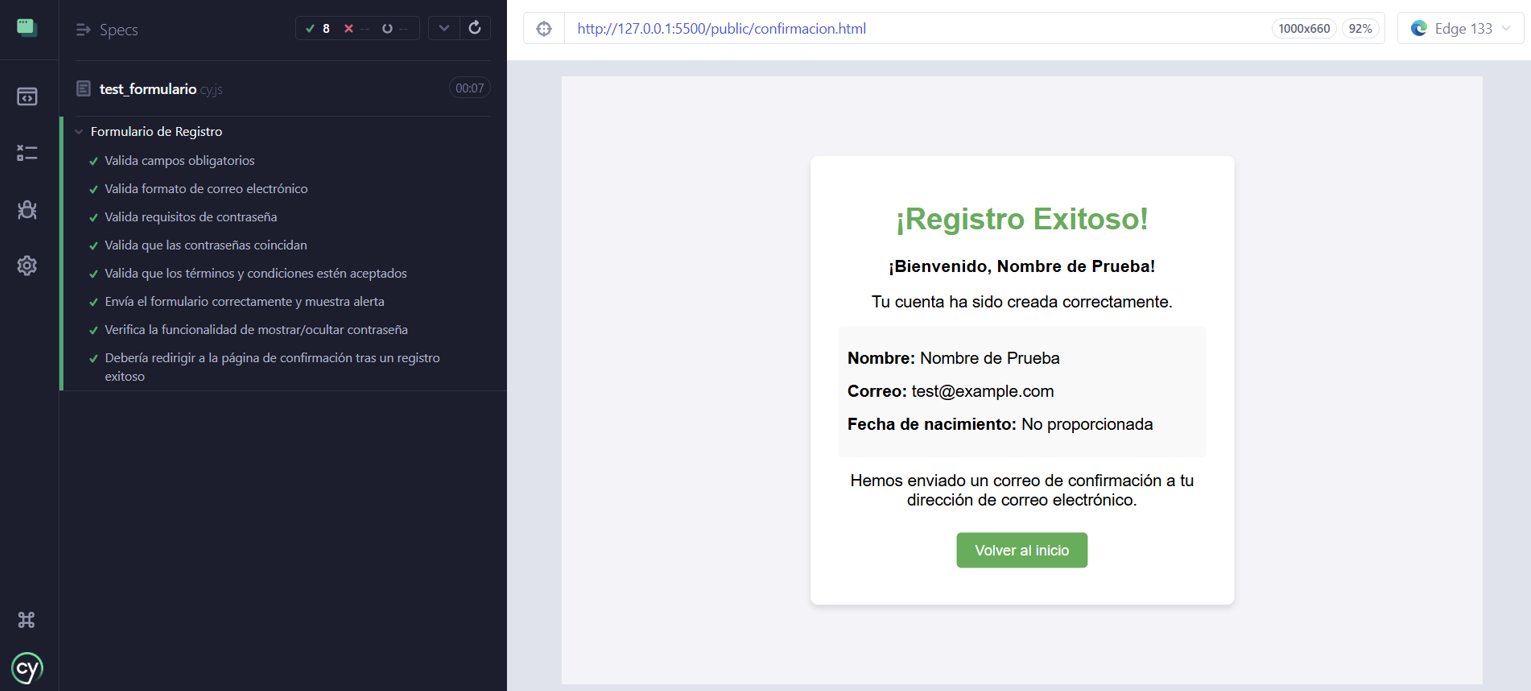 Specs
8
--
--
test_formulario.cy.js
00:07
Formulario de Registro
Valida campos obligatorios
Valida formato de correo electrónico
Valida requisitos de contraseña
Valida que las contraseñas coincidan
Valida que los términos y condiciones estén aceptados
Envía el formulario correctamente y muestra alerta
Verifica la funcionalidad de mostrar/ocultar contraseña
Debería redirigir a la página de confirmación tras un registro
exitoso
cy
http://127.0.0.1:5500/public/confirmacion.html
1000x660
92%
Edge 133
¡Registro Exitoso!
¡Bienvenido, Nombre de Prueba!
Tu cuenta ha sido creada correctamente.
Nombre: Nombre de Prueba
Correo: test@example.com
Fecha de nacimiento: No proporcionada
Hemos enviado un correo de confirmación a tu
dirección de correo electrónico.
Volver al inicio